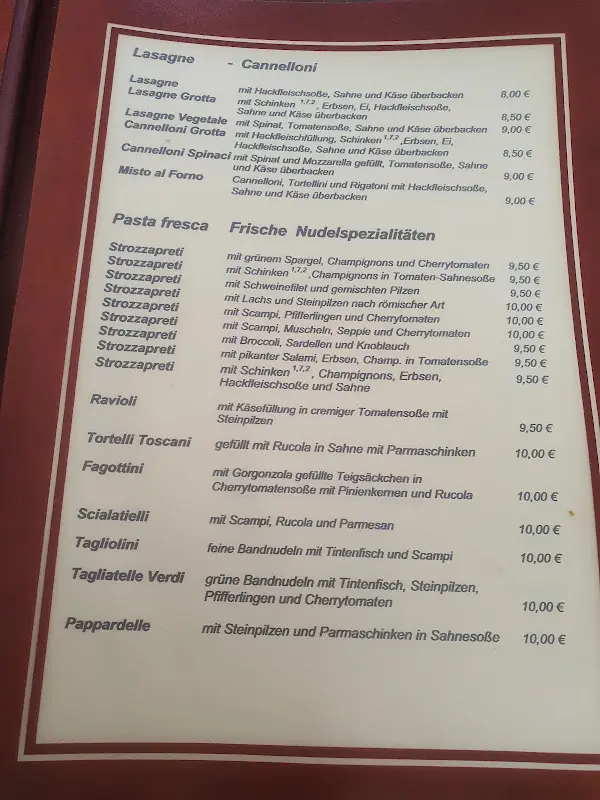 Lasagne - Cannelloni
Lasagne mit Hackfleischsoße, Sahne und Käse überbacken 8,00 €
Lasagne Grotta mit Schinken 1,7,2, Erbsen, Ei, Hackfleischsoße,
Sahne und Käse überbacken 8,50 €
Lasagne Vegetale mit Spinat, Tomatensoße, Sahne und Käse überbacken 9,00 €
Cannelloni Grotta mit Hackfleischfüllung, Schinken 1,7,2 ,Erbsen, Ei,
Hackfleischsoße, Sahne und Käse überbacken 8,50 €
Cannelloni Spinaci mit Spinat und Mozzarella gefüllt, Tomatensoße, Sahne
und Käse überbacken 9,00 €
Misto al Forno Cannelloni, Tortellini und Rigatoni mit Hackfleischsoße,
Sahne und Käse überbacken 9,00 €
Pasta fresca Frische Nudelspezialitäten
Strozzapreti mit grünem Spargel, Champignons und Cherrytomaten 9,50 €
Strozzapreti mit Schinken 1,7,2 ,Champignons in Tomaten-Sahnesoße 9,50 €
Strozzapreti mit Schweinefilet und gemischten Pilzen 9,50 €
Strozzapreti mit Lachs und Steinpilzen nach römischer Art 10,00 €
Strozzapreti mit Scampi, Pfifferlingen und Cherrytomaten 10,00 €
Strozzapreti mit Scampi, Muscheln, Seppie und Cherrytomaten 10,00 €
Strozzapreti mit Broccoli, Sardellen und Knoblauch 9,50 €
Strozzapreti mit pikanter Salami, Erbsen, Champ. in Tomatensoße 9,50 €
Strozzapreti mit Schinken 1,7,2 , Champignons, Erbsen,
Hackfleischsoße und Sahne 9,50 €
Ravioli mit Käsefüllung in cremiger Tomatensoße mit
Steinpilzen 9,50 €
Tortelli Toscani gefüllt mit Rucola in Sahne mit Parmaschinken 10,00 €
Fagottini mit Gorgonzola gefüllte Teigsäckchen in
Cherrytomatensoße mit Pinienkernen und Rucola 10,00 €
Scialatielli mit Scampi, Rucola und Parmesan 10,00 €
Tagliolini feine Bandnudeln mit Tintenfisch und Scampi 10,00 €
Tagliatelle Verdi grüne Bandnudeln mit Tintenfisch, Steinpilzen,
Pfifferlingen und Cherrytomaten 10,00 €
Pappardelle mit Steinpilzen und Parmaschinken in Sahnesoße 10,00 €